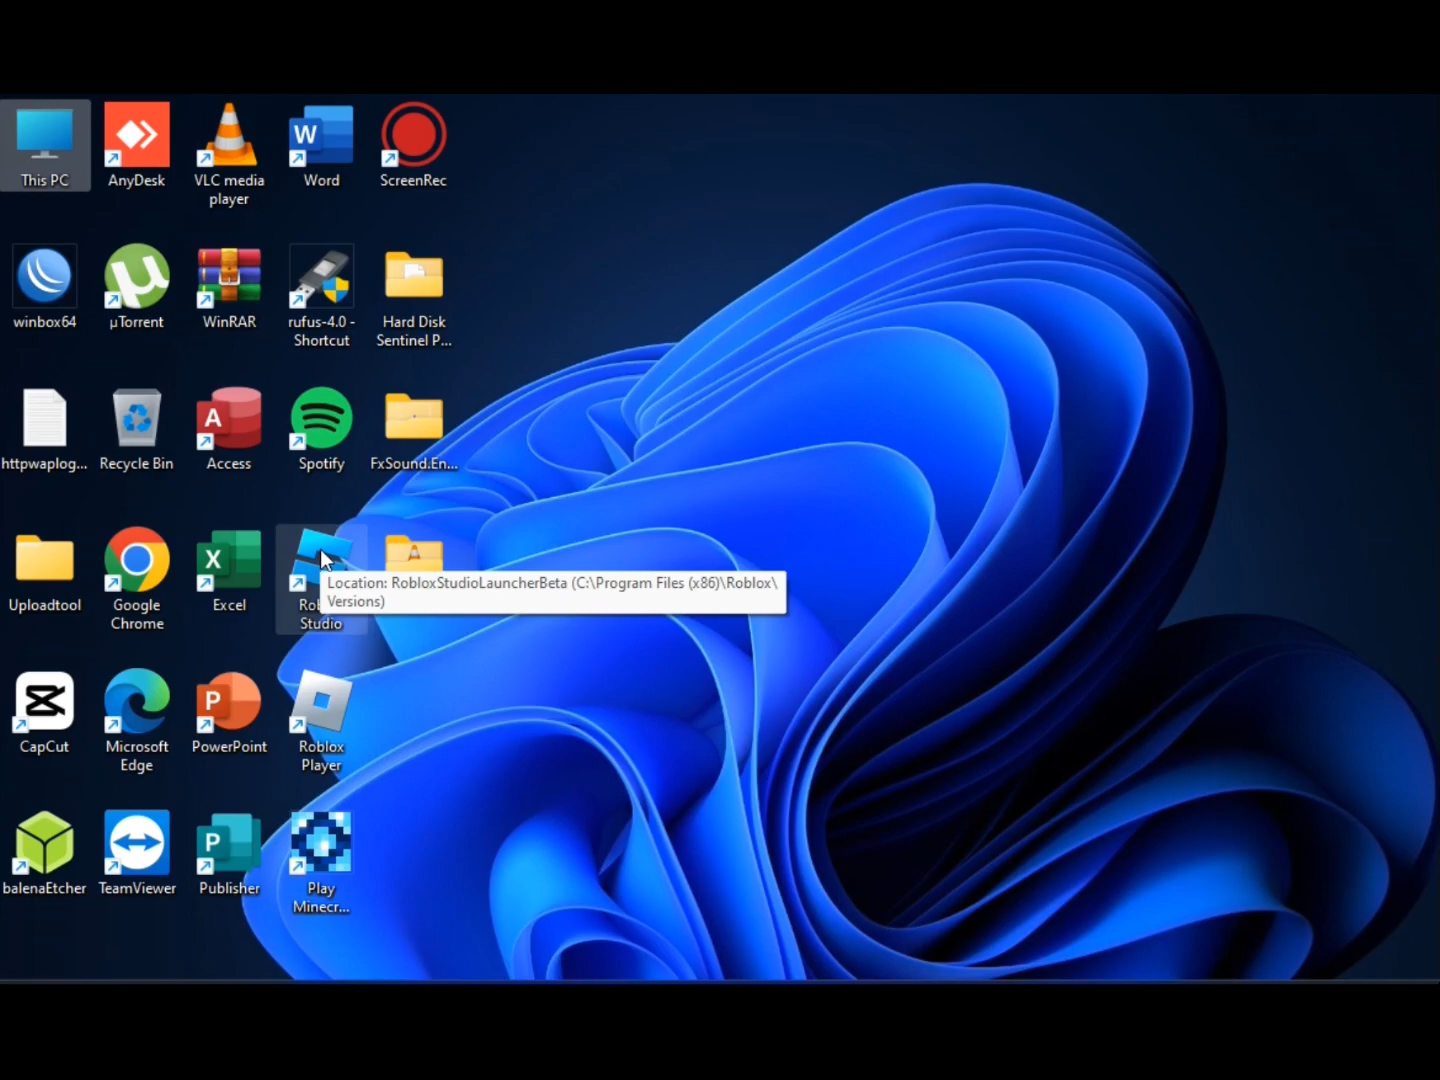 This PC
AnyDesk
VLC media
player
Word
ScreenRec
winbox64
µTorrent
WinRAR
rufus-4.0 -
Shortcut
Hard Disk
Sentinel P...
httpwaplog...
Recycle Bin
Access
Spotify
FxSound.En...
Uploadtool
Google
Chrome
Excel
Studio
Location: RobloxStudioLauncherBeta (C:\Program Files (x86)\Roblox\
Versions)
CapCut
Microsoft
Edge
PowerPoint
Roblox
Player
balenaEtcher
TeamViewer
Publisher
Play
Minecr...